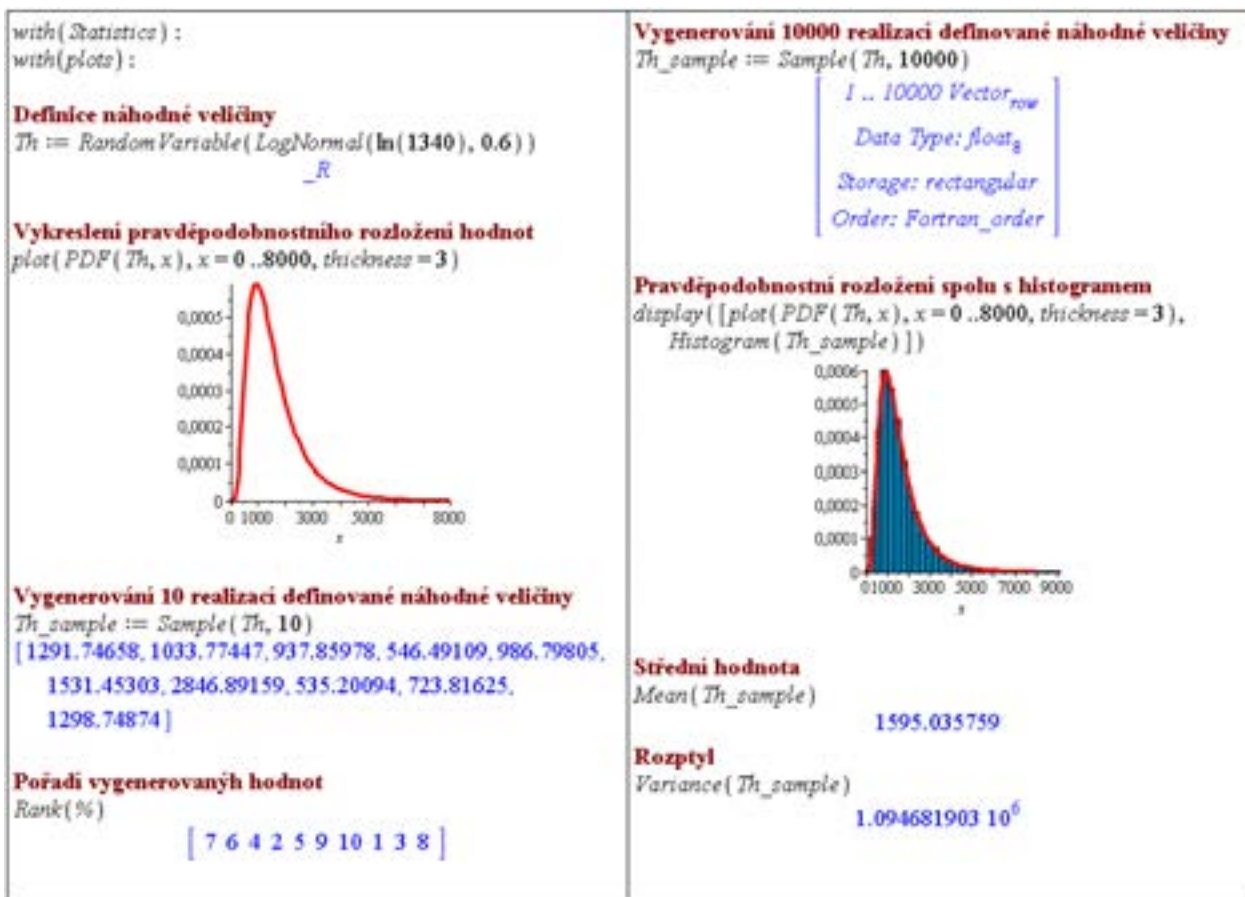 with(Statistics) :
with(plots) :
Definice náhodné veličiny
Th := RandomVariable(LogNormal(ln(1340), 0.6))
_R
Vykreslení pravděpodobnostního rozložení hodnot
plot(PDF(Th, x), x = 0 ..8000, thickness = 3)
0,0005
0,0004
0,0003
0,0002
0,0001
0
0 1000 3000 5000 8000
x
Vygenerování 10 realizací definované náhodné veličiny
Th_sample := Sample(Th, 10)
[1291.74658, 1033.77447, 937.85978, 546.49109, 986.79805,
1531.45303, 2846.89159, 535.20094, 723.81625,
1298.74874]
Pořadí vygenerovanýh hodnot
Rank(%)
[ 7 6 4 2 5 9 10 1 3 8 ]
Vygenerování 10000 realizací definované náhodné veličiny
Th_sample := Sample(Th, 10000)
1 .. 10000 Vector_row
Data Type: float_8
Storage: rectangular
Order: Fortran_order
Pravděpodobnostní rozložení spolu s histogramem
display([plot(PDF(Th, x), x = 0 ..8000, thickness = 3),
Histogram(Th_sample)])
0,0006
0,0005
0,0004
0,0003
0,0002
0,0001
0
0 1000 3000 5000 7000 9000
x
Střední hodnota
Mean(Th_sample)
1595.035759
Rozptyl
Variance(Th_sample)
1.094681903 10^6